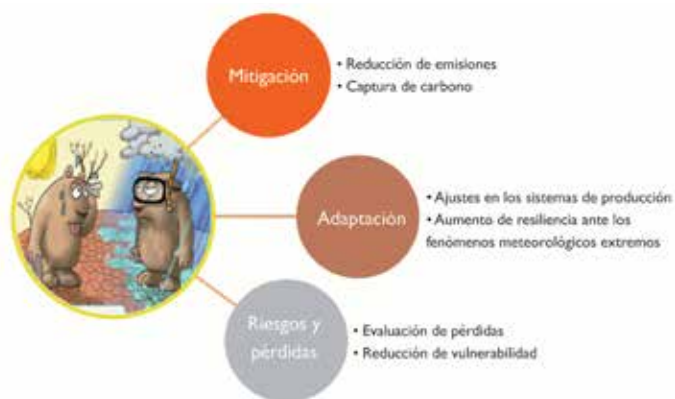 Mitigación
• Reducción de emisiones
• Captura de carbono
Adaptación
• Ajustes en los sistemas de producción
• Aumento de resiliencia ante los
fenómenos meteorológicos extremos
Riesgos y
pérdidas
• Evaluación de pérdidas
• Reducción de vulnerabilidad